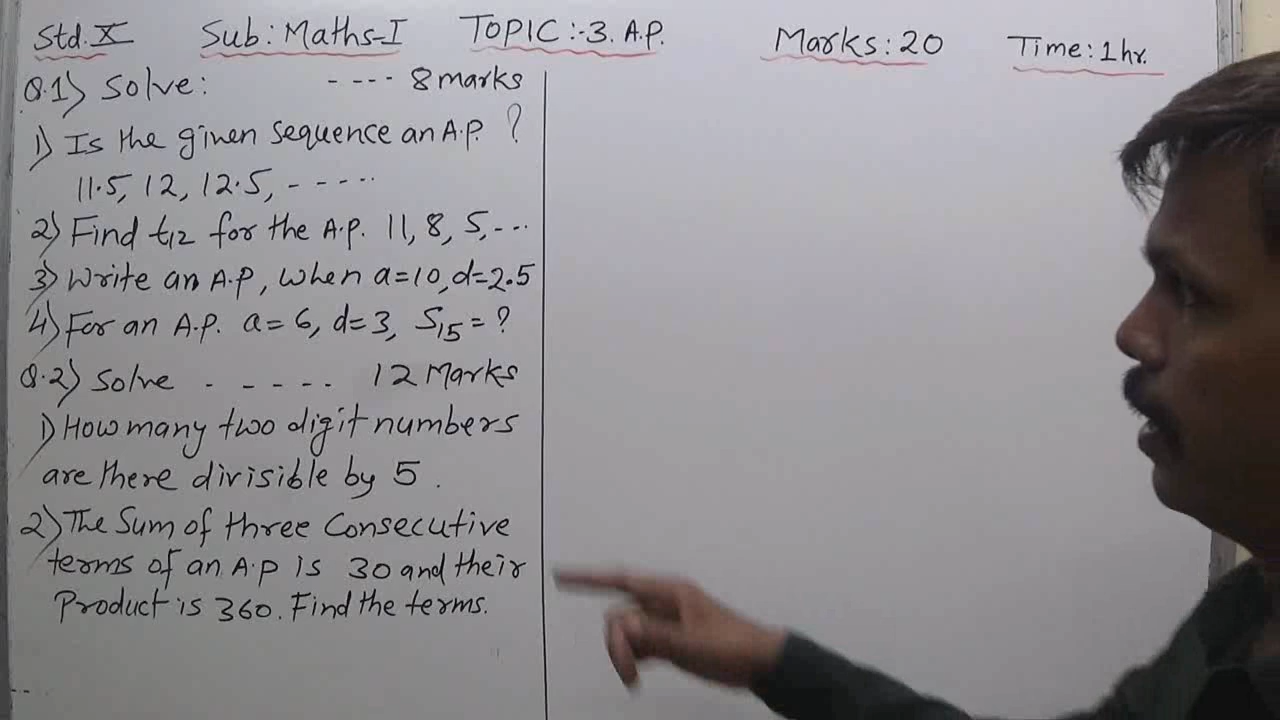 Std. X Sub: Maths-I TOPIC:-3. A.P. Marks: 20 Time: 1hr.
Q.1) Solve: ---- 8 marks
1) Is the given sequence an A.P. ?
11.5, 12, 12.5, -----
2) Find t12 for the A.P. 11, 8, 5, ---
3) Write an A.P, when a=10, d=2.5
4) For an A.P. a=6, d=3, S15=?
Q.2) Solve ----- 12 Marks
1) How many two digit numbers
are there divisible by 5.
2) The Sum of three Consecutive
terms of an A.P is 30 and their
Product is 360. Find the terms.